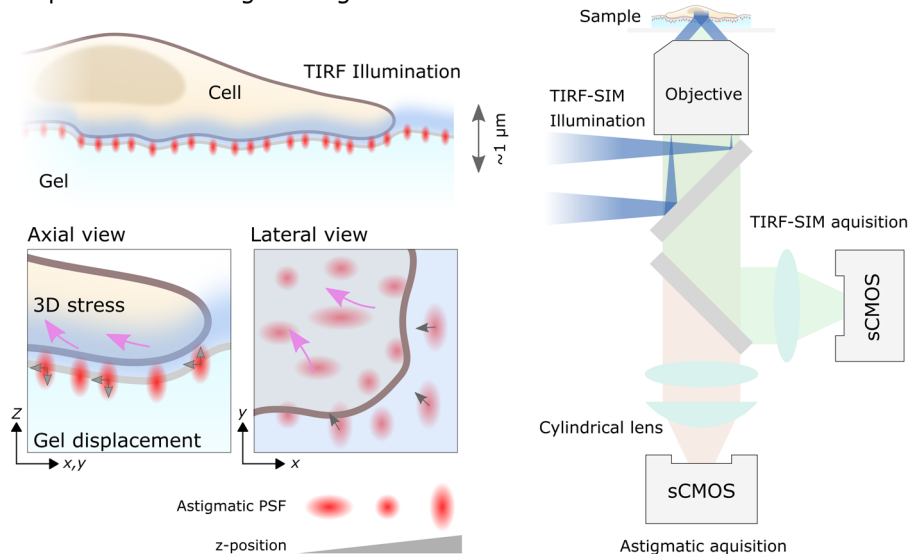 TIRF Illumination
Cell
Gel
~1 μm
Axial view
3D stress
Gel displacement
z
x,y
Lateral view
y
x
Astigmatic PSF
z-position
Sample
Objective
TIRF-SIM
Illumination
TIRF-SIM aquisition
sCMOS
Cylindrical lens
sCMOS
Astigmatic aquisition